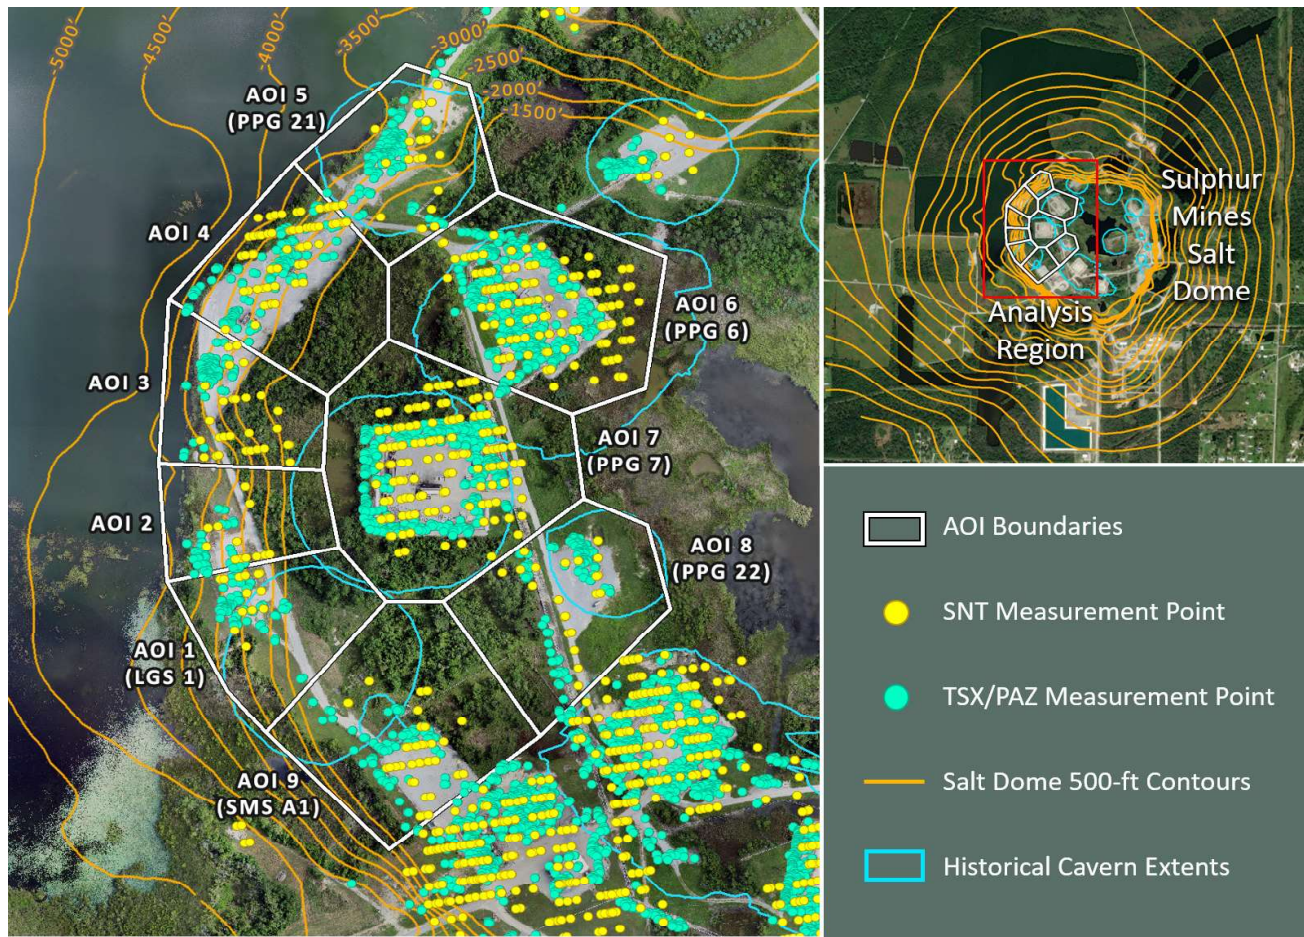 -5000'
-4500'
-4000'
-3500'
-3000'
-2500'
-2000'
-1500'
AOI 5
(PPG 21)
AOI 4
AOI 3
AOI 2
AOI 1
(LGS 1)
AOI 9
(SMS A1)
AOI 6
(PPG 6)
AOI 7
(PPG 7)
AOI 8
(PPG 22)
Sulphur
Mines
Salt
Dome
Analysis
Region
AOI Boundaries
SNT Measurement Point
TSX/PAZ Measurement Point
Salt Dome 500-ft Contours
Historical Cavern Extents